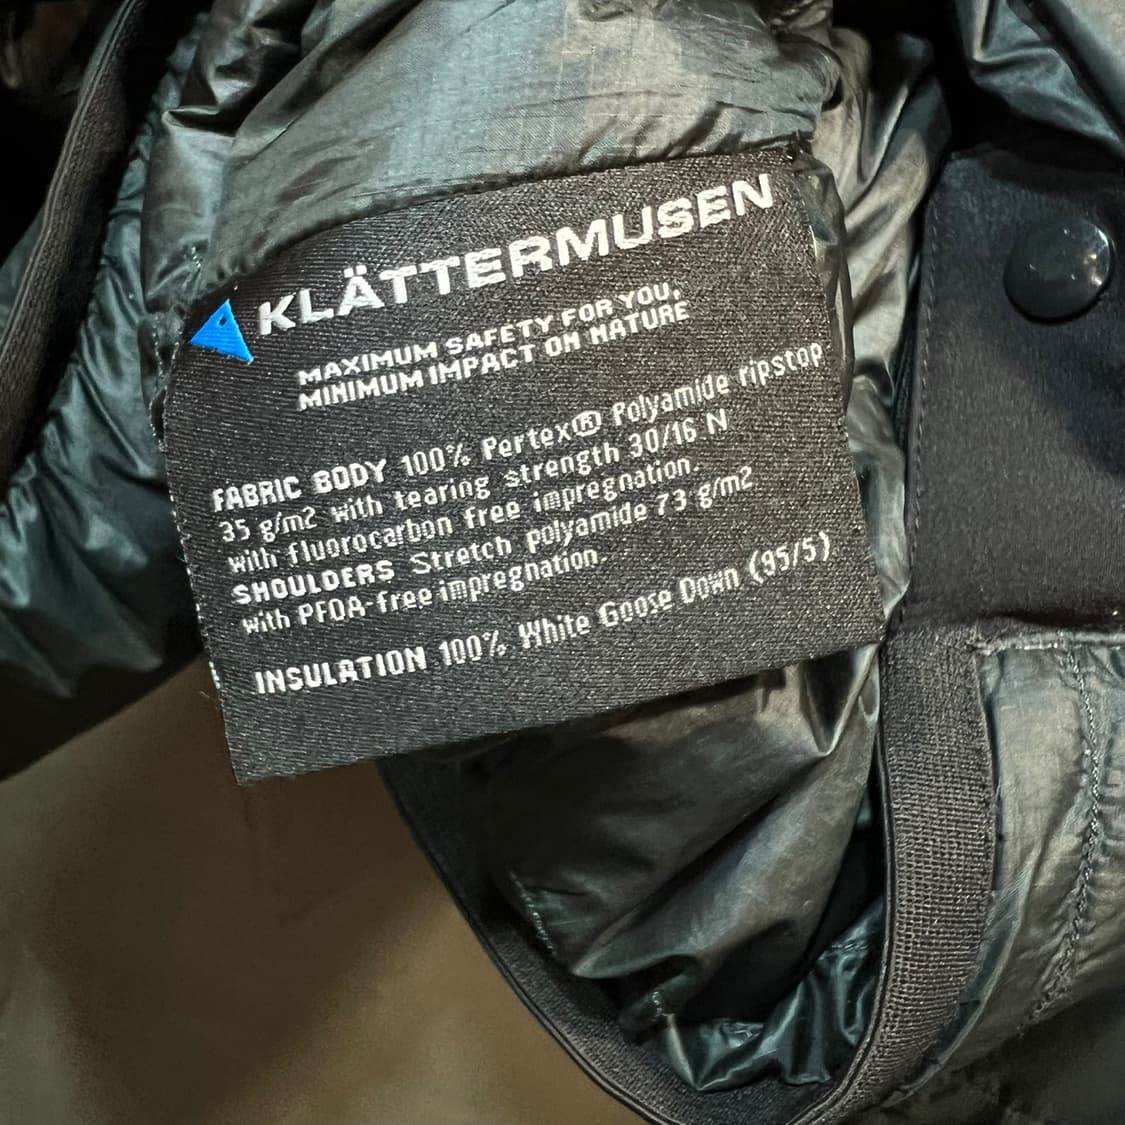 KLÄTTERMUSEN
MAXIMUM SAFETY FOR YOU.
MINIMUM IMPACT ON NATURE
FABRIC BODY 100% Pertex® Polyamide ripstop
35 g/m2 with tearing strength 30/16 N
with fluorocarbon free impregnation.
SHOULDERS Stretch polyamide 73 g/m2
with PFOA-free impregnation.
INSULATION 100% White Goose Down (95/5)